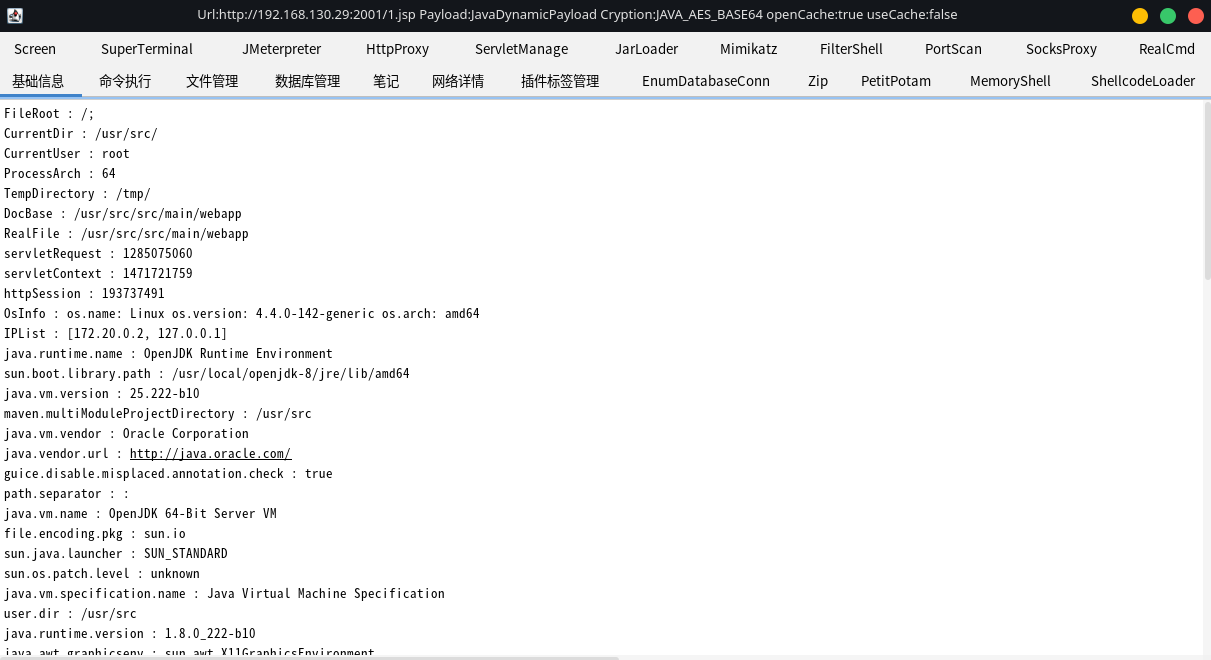 Url:http://192.168.130.29:2001/1.jsp Payload:JavaDynamicPayload Cryption:JAVA_AES_BASE64 openCache:true useCache:false
Screen SuperTerminal JMeterpreter HttpProxy ServletManage JarLoader Mimikatz FilterShell PortScan SocksProxy RealCmd
基础信息 命令执行 文件管理 数据库管理 笔记 网络详情 插件标签管理 EnumDatabaseConn Zip PetitPotam MemoryShell ShellcodeLoader
FileRoot : /;
CurrentDir : /usr/src/
CurrentUser : root
ProcessArch : 64
TempDirectory : /tmp/
DocBase : /usr/src/src/main/webapp
RealFile : /usr/src/src/main/webapp
servletRequest : 1285075060
servletContext : 1471721759
httpSession : 193737491
OsInfo : os.name: Linux os.version: 4.4.0-142-generic os.arch: amd64
IPList : [172.20.0.2, 127.0.0.1]
java.runtime.name : OpenJDK Runtime Environment
sun.boot.library.path : /usr/local/openjdk-8/jre/lib/amd64
java.vm.version : 25.222-b10
maven.multiModuleProjectDirectory : /usr/src
java.vm.vendor : Oracle Corporation
java.vendor.url : http://java.oracle.com/
guice.disable.misplaced.annotation.check : true
path.separator : :
java.vm.name : OpenJDK 64-Bit Server VM
file.encoding.pkg : sun.io
sun.java.launcher : SUN_STANDARD
sun.os.patch.level : unknown
java.vm.specification.name : Java Virtual Machine Specification
user.dir : /usr/src
java.runtime.version : 1.8.0_222-b10
java.awt.graphicsenv : sun.awt.X11GraphicsEnvironment